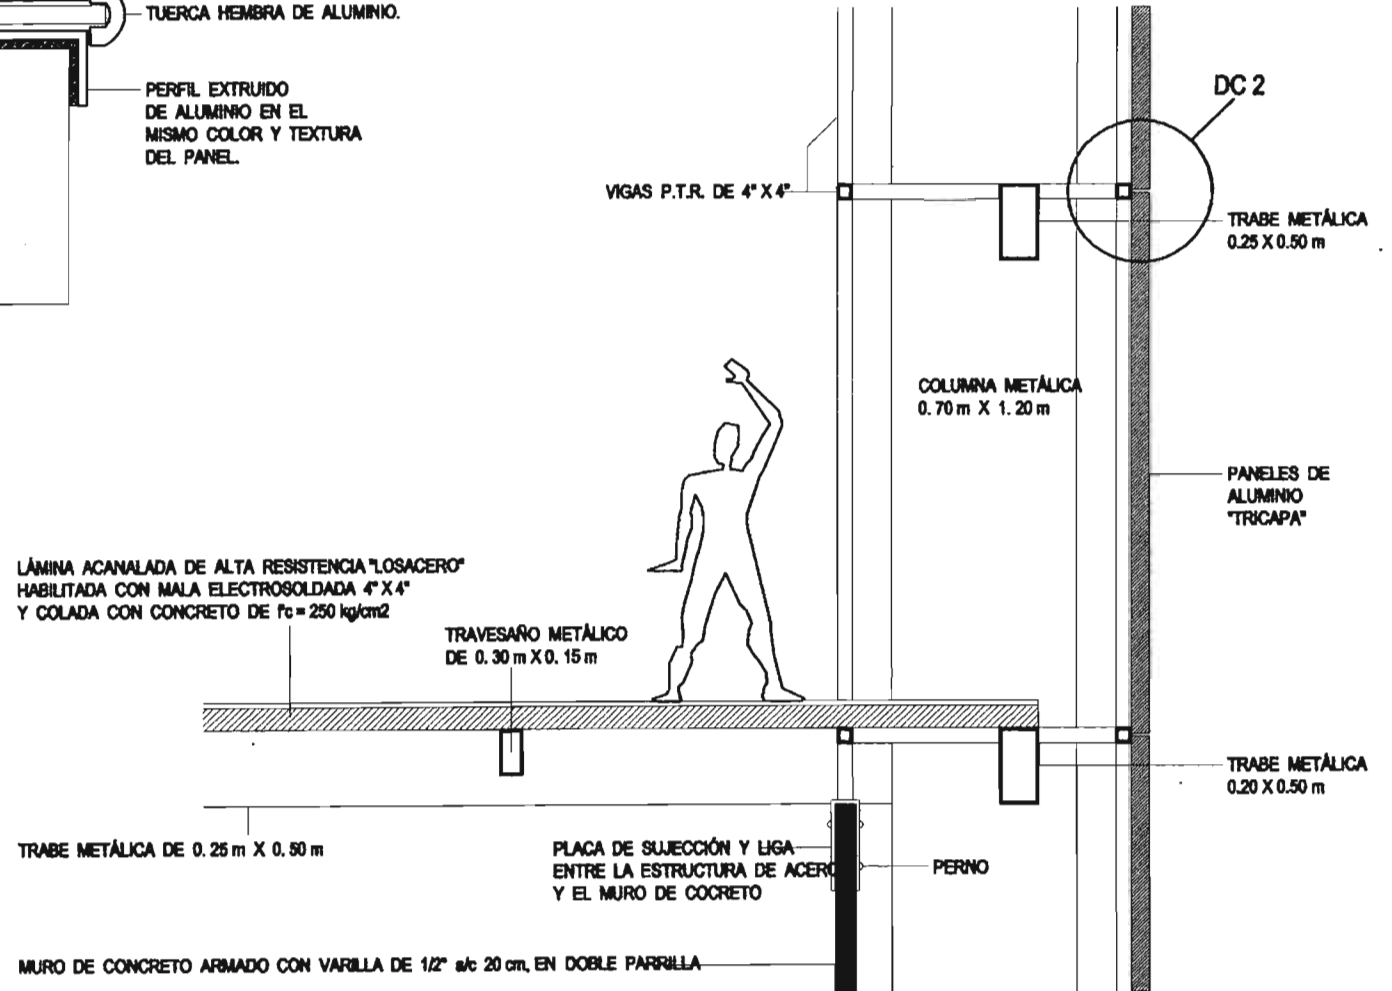 TUERCA HEMBRA DE ALUMINIO.
PERFIL EXTRUIDO
DE ALUMINIO EN EL
MISMO COLOR Y TEXTURA
DEL PANEL.
DC 2
VIGAS P.T.R. DE 4" X 4"
TRABE METÁLICA
0.25 X 0.50 m
COLUMNA METÁLICA
0.70 m X 1.20 m
PANELES DE
ALUMINIO
"TRICAPA"
LÁMINA ACANALADA DE ALTA RESISTENCIA "LOSACERO"
HABILITADA CON MALA ELECTROSOLDADA 4" X 4"
Y COLADA CON CONCRETO DE f'c = 250 kg/cm2
TRAVESAÑO METÁLICO
DE 0.30 m X 0.15 m
TRABE METÁLICA
0.20 X 0.50 m
TRABE METÁLICA DE 0.25 m X 0.50 m
PLACA DE SUJECCIÓN Y LIGA
ENTRE LA ESTRUCTURA DE ACERO
Y EL MURO DE COCRETO
PERNO
MURO DE CONCRETO ARMADO CON VARILLA DE 1/2" a/c 20 cm, EN DOBLE PARRILLA